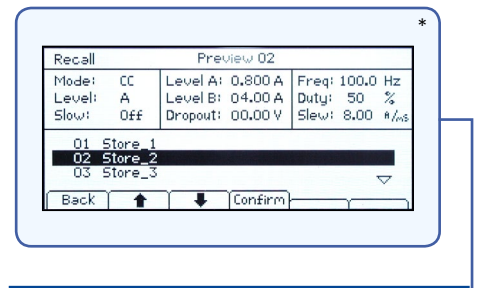 *
Recall Preview 02
Mode: CC Level A: 0.800 A Freq: 100.0 Hz
Level: A Level B: 04.00 A Duty: 50 %
Slow: Off Dropout: 00.00 V Slew: 8.00 A/ms
01 Store_1
02 Store_2
03 Store_3
Back Confirm